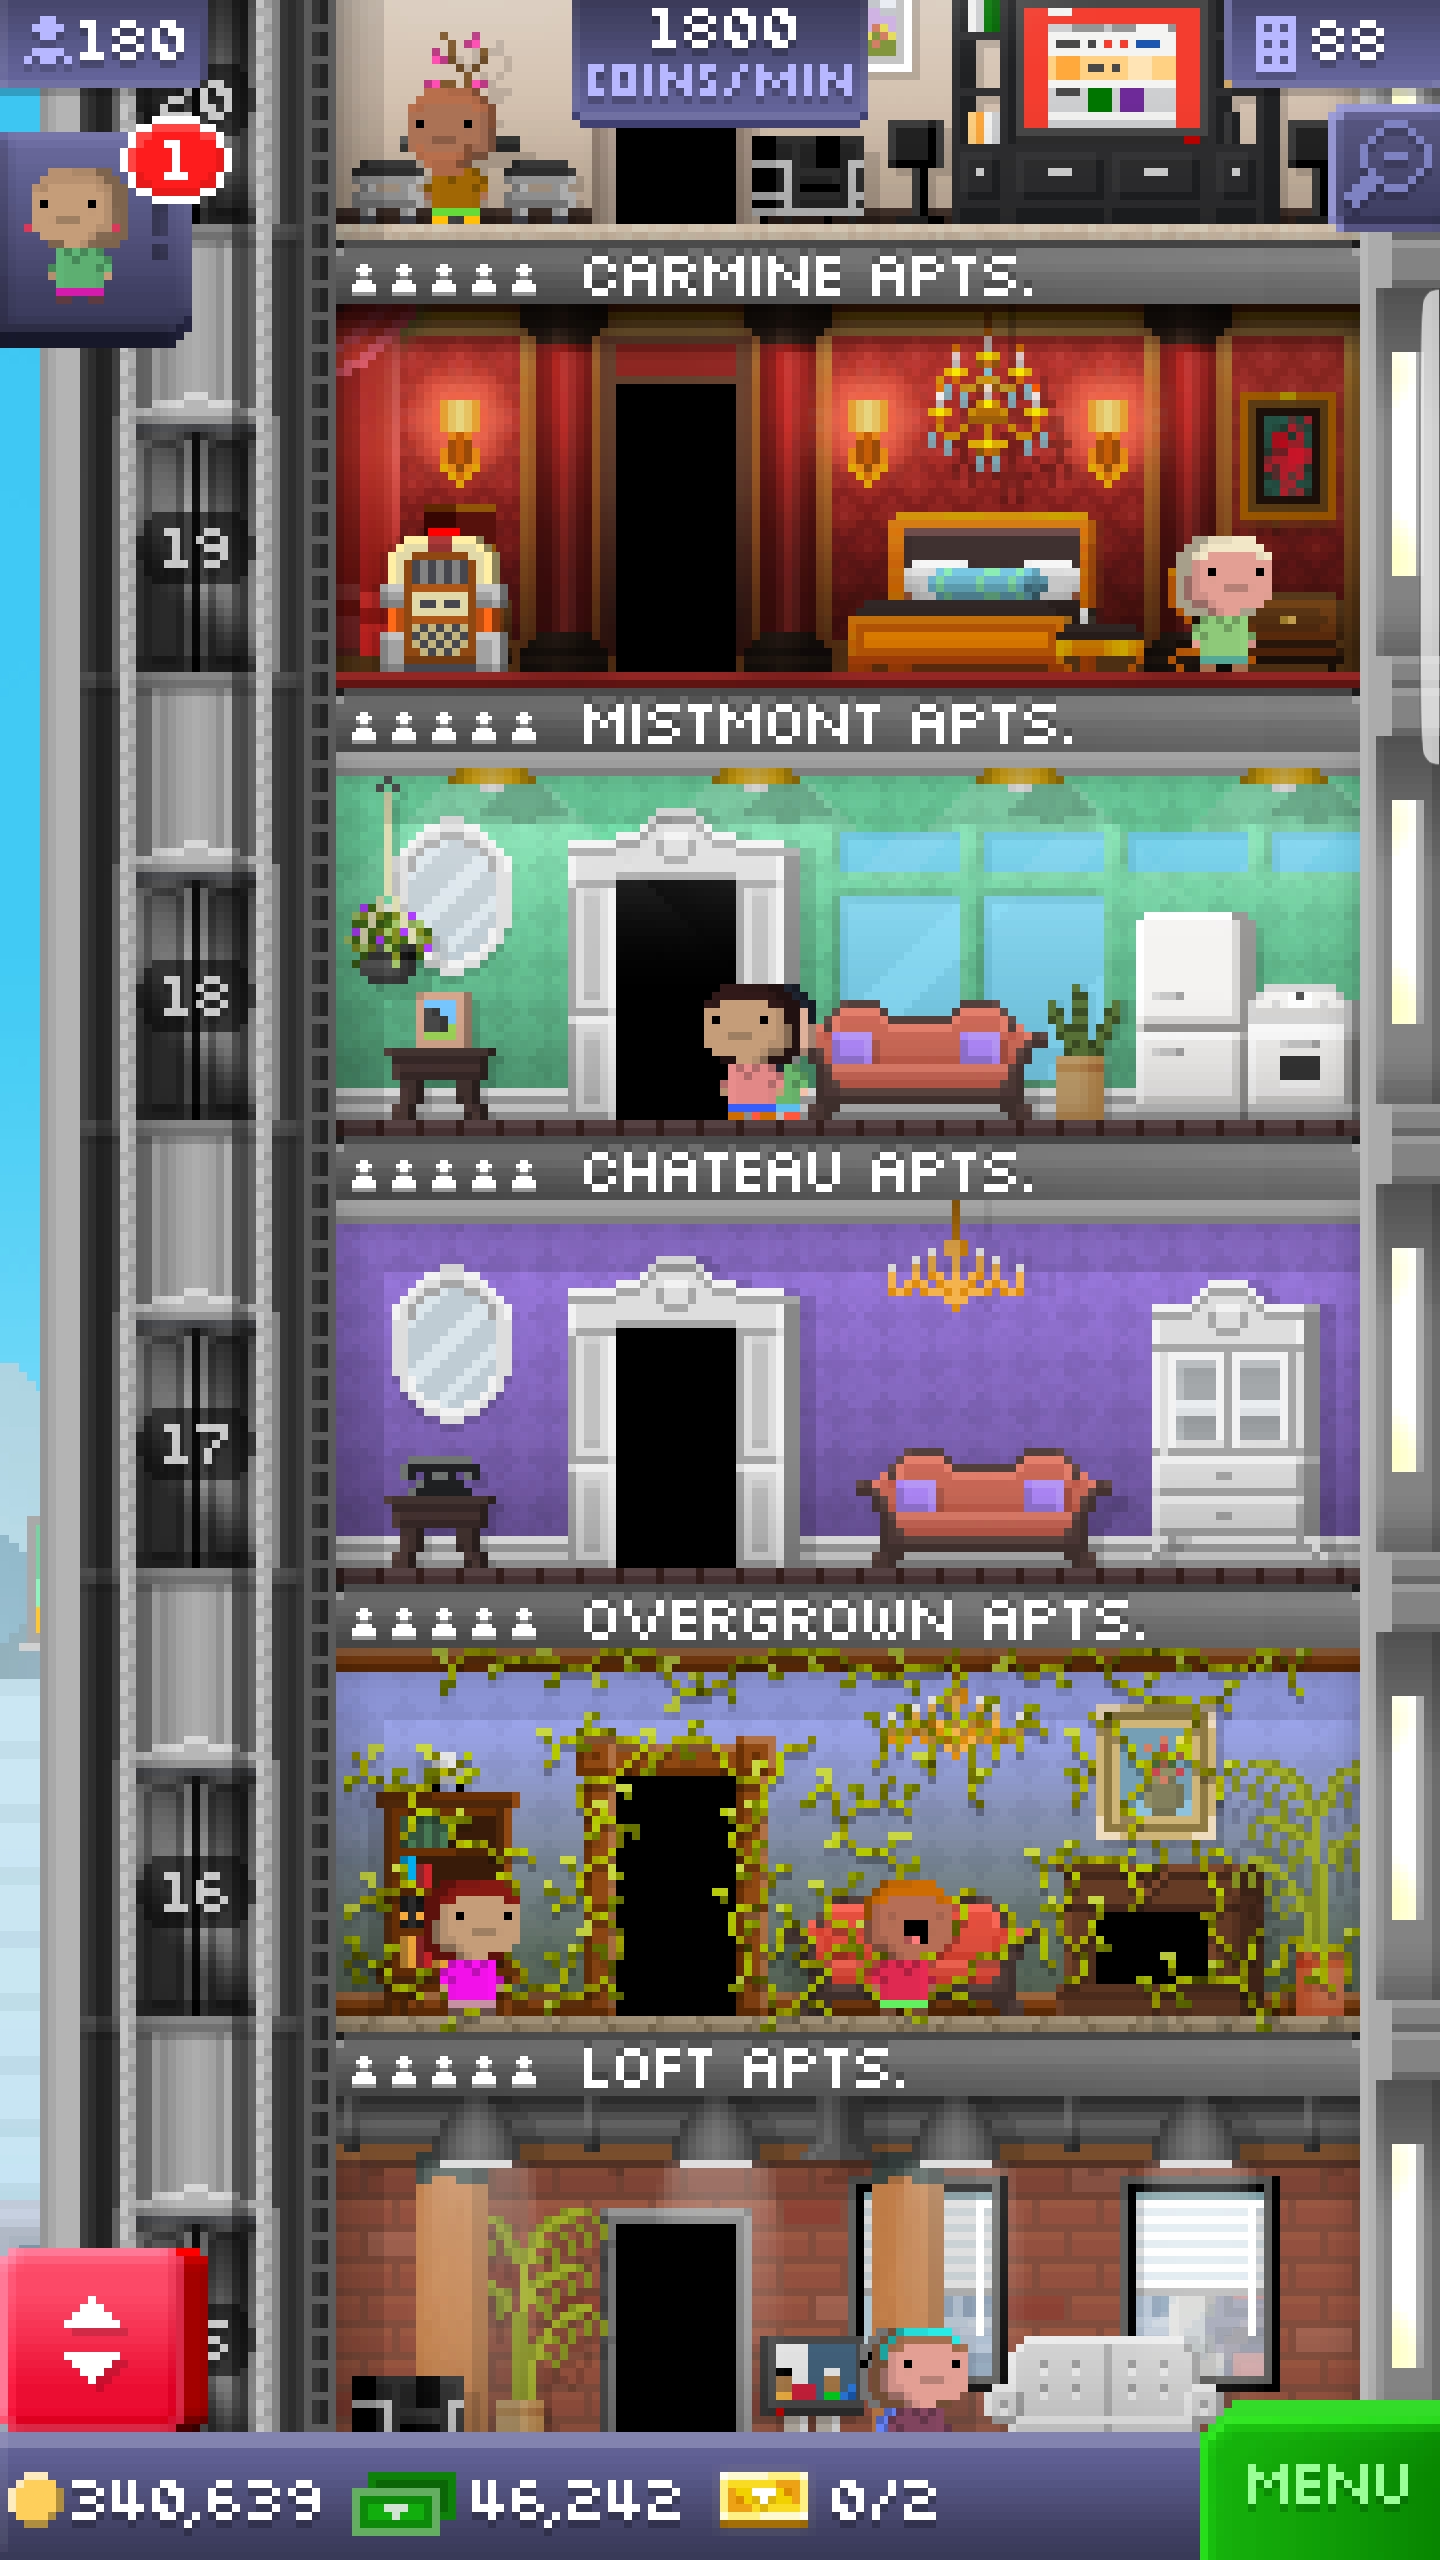 180
1800
COINS/MIN
88
1
20
CARMINE APTS.
19
MISTMONT APTS.
18
CHATEAU APTS.
17
OVERGROWN APTS.
16
LOFT APTS.
340,639
46,242
0/2
MENU